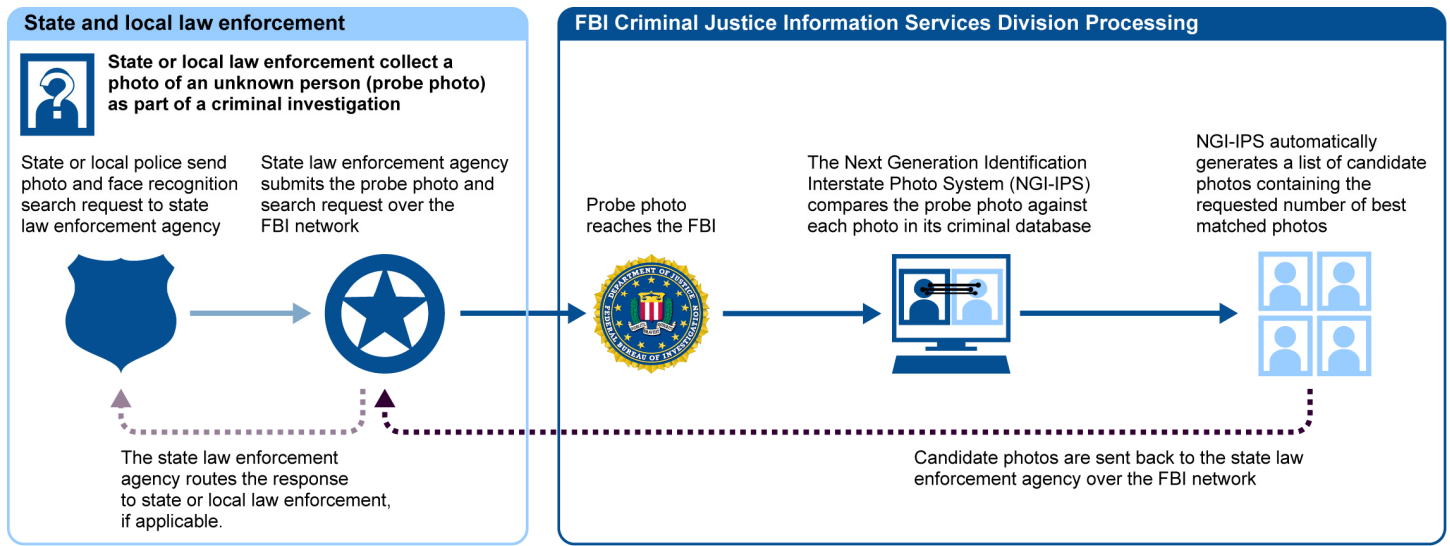 State and local law enforcement
State or local law enforcement collect a
photo of an unknown person (probe photo)
as part of a criminal investigation
State or local police send
photo and face recognition
search request to state
law enforcement agency
State law enforcement agency
submits the probe photo and
search request over the
FBI network
The state law enforcement
agency routes the response
to state or local law enforcement,
if applicable.
FBI Criminal Justice Information Services Division Processing
Probe photo
reaches the FBI
DEPARTMENT OF JUSTICE
FEDERAL BUREAU OF INVESTIGATION
The Next Generation Identification
Interstate Photo System (NGI-IPS)
compares the probe photo against
each photo in its criminal database
NGI-IPS automatically
generates a list of candidate
photos containing the
requested number of best
matched photos
Candidate photos are sent back to the state law
enforcement agency over the FBI network